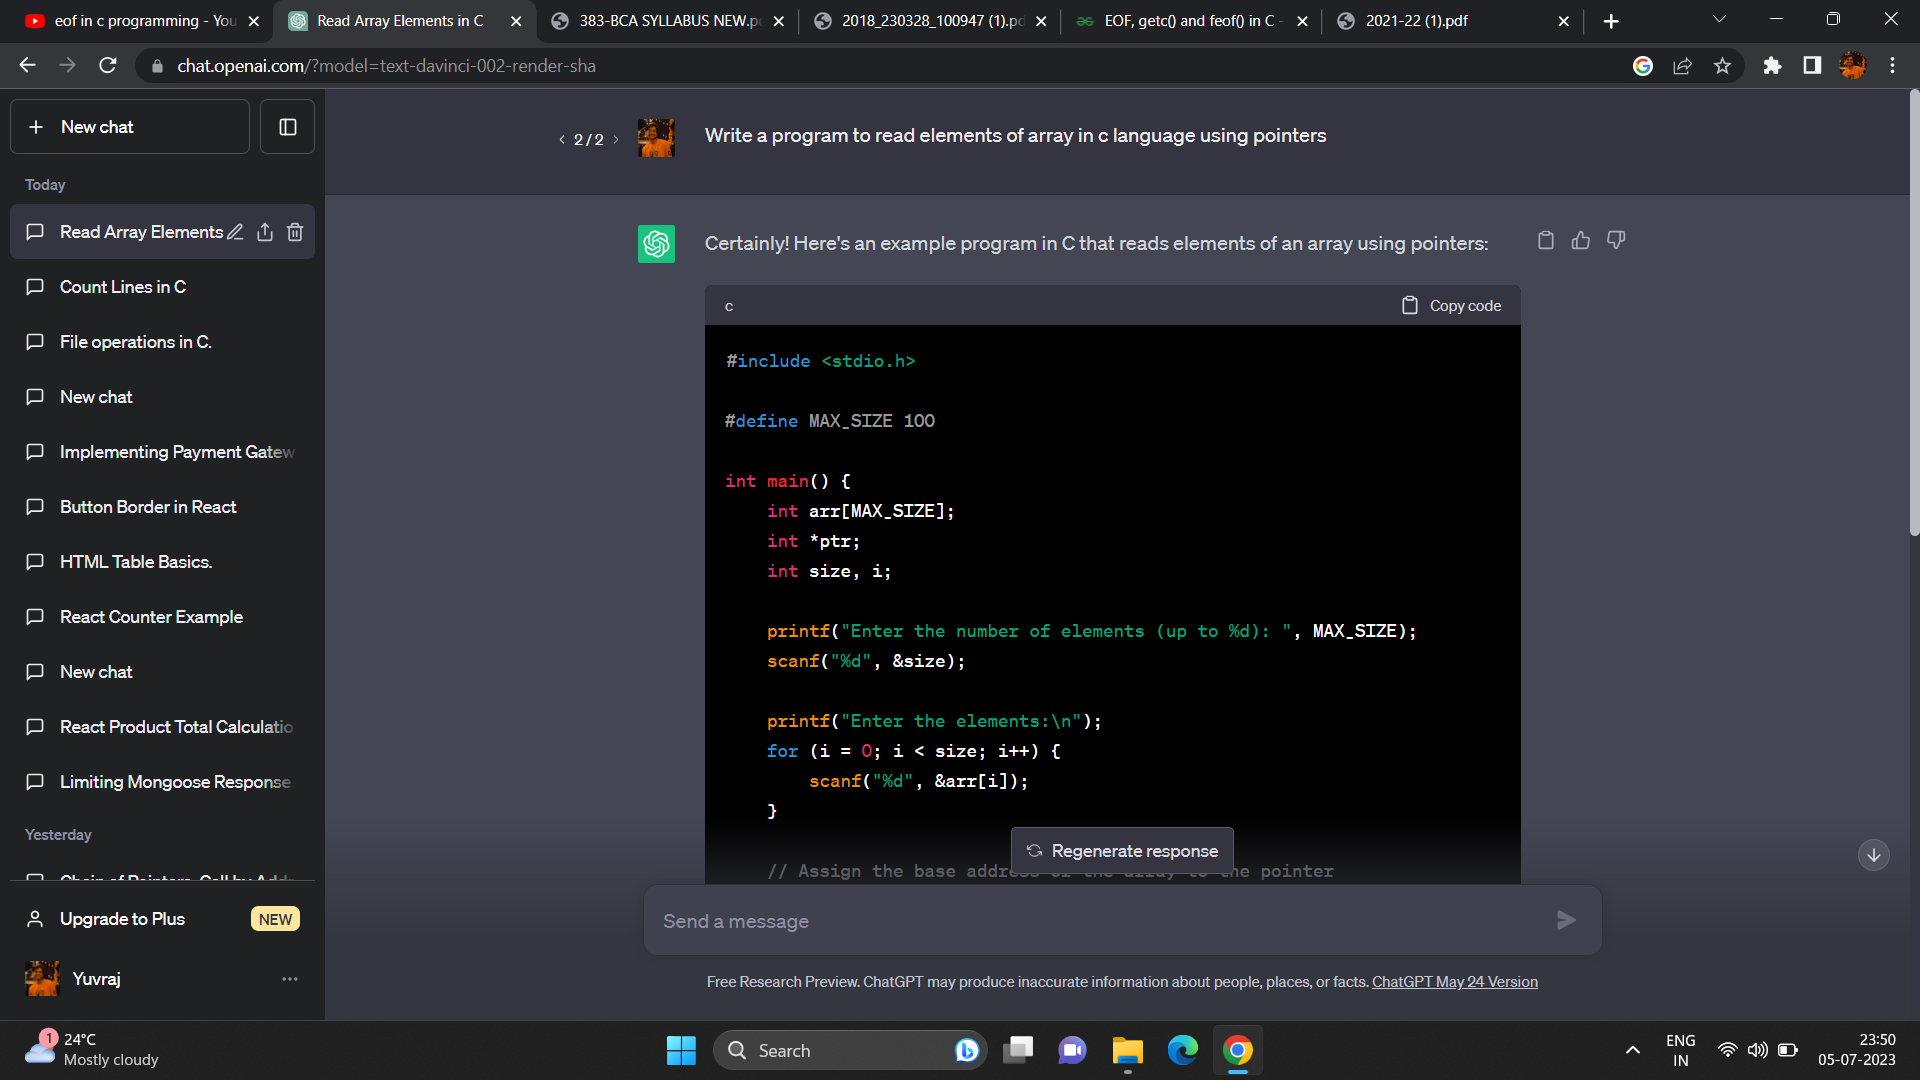 eof in c programming - You
Read Array Elements in C
383-BCA SYLLABUS NEW.p
2018_230328_100947 (1).pd
EOF, getc() and feof() in C -
2021-22 (1).pdf
chat.openai.com/?model=text-davinci-002-render-sha
New chat
Today
Read Array Elements
Count Lines in C
File operations in C.
New chat
Implementing Payment Gatew
Button Border in React
HTML Table Basics.
React Counter Example
New chat
React Product Total Calculatio
Limiting Mongoose Response
Yesterday
Upgrade to Plus
NEW
Yuvraj
2 / 2
Write a program to read elements of array in c language using pointers
Certainly! Here's an example program in C that reads elements of an array using pointers:
c
Copy code
#include <stdio.h>
#define MAX_SIZE 100
int main() {
int arr[MAX_SIZE];
int *ptr;
int size, i;
printf("Enter the number of elements (up to %d): ", MAX_SIZE);
scanf("%d", &size);
printf("Enter the elements:\n");
for (i = 0; i < size; i++) {
scanf("%d", &arr[i]);
}
// Assign the base address of the array to the pointer
Regenerate response
Send a message
Free Research Preview. ChatGPT may produce inaccurate information about people, places, or facts. ChatGPT May 24 Version
1
24°C
Mostly cloudy
Search
ENG
IN
23:50
05-07-2023